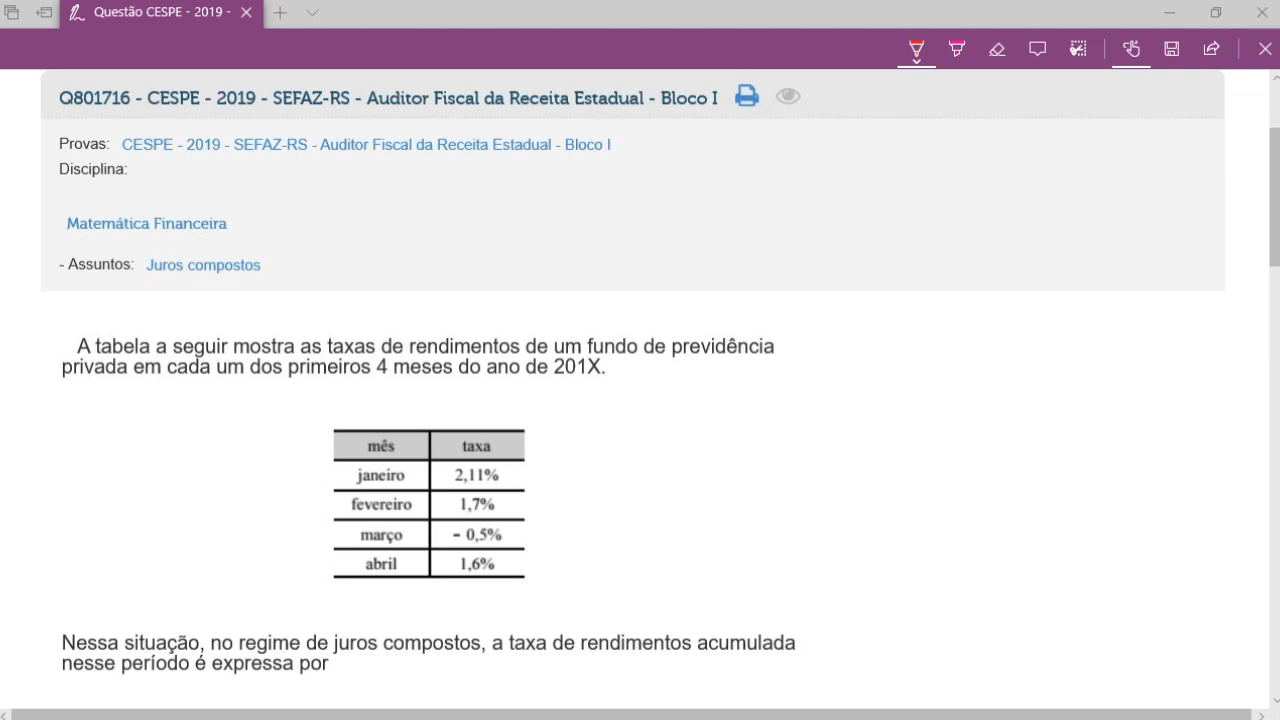 Questão CESPE - 2019 -
Q801716 - CESPE - 2019 - SEFAZ-RS - Auditor Fiscal da Receita Estadual - Bloco I
Provas: CESPE - 2019 - SEFAZ-RS - Auditor Fiscal da Receita Estadual - Bloco I
Disciplina:
Matemática Financeira
- Assuntos: Juros compostos
A tabela a seguir mostra as taxas de rendimentos de um fundo de previdência
privada em cada um dos primeiros 4 meses do ano de 201X.
mês taxa
janeiro 2,11%
fevereiro 1,7%
março - 0,5%
abril 1,6%
Nessa situação, no regime de juros compostos, a taxa de rendimentos acumulada
nesse período é expressa por